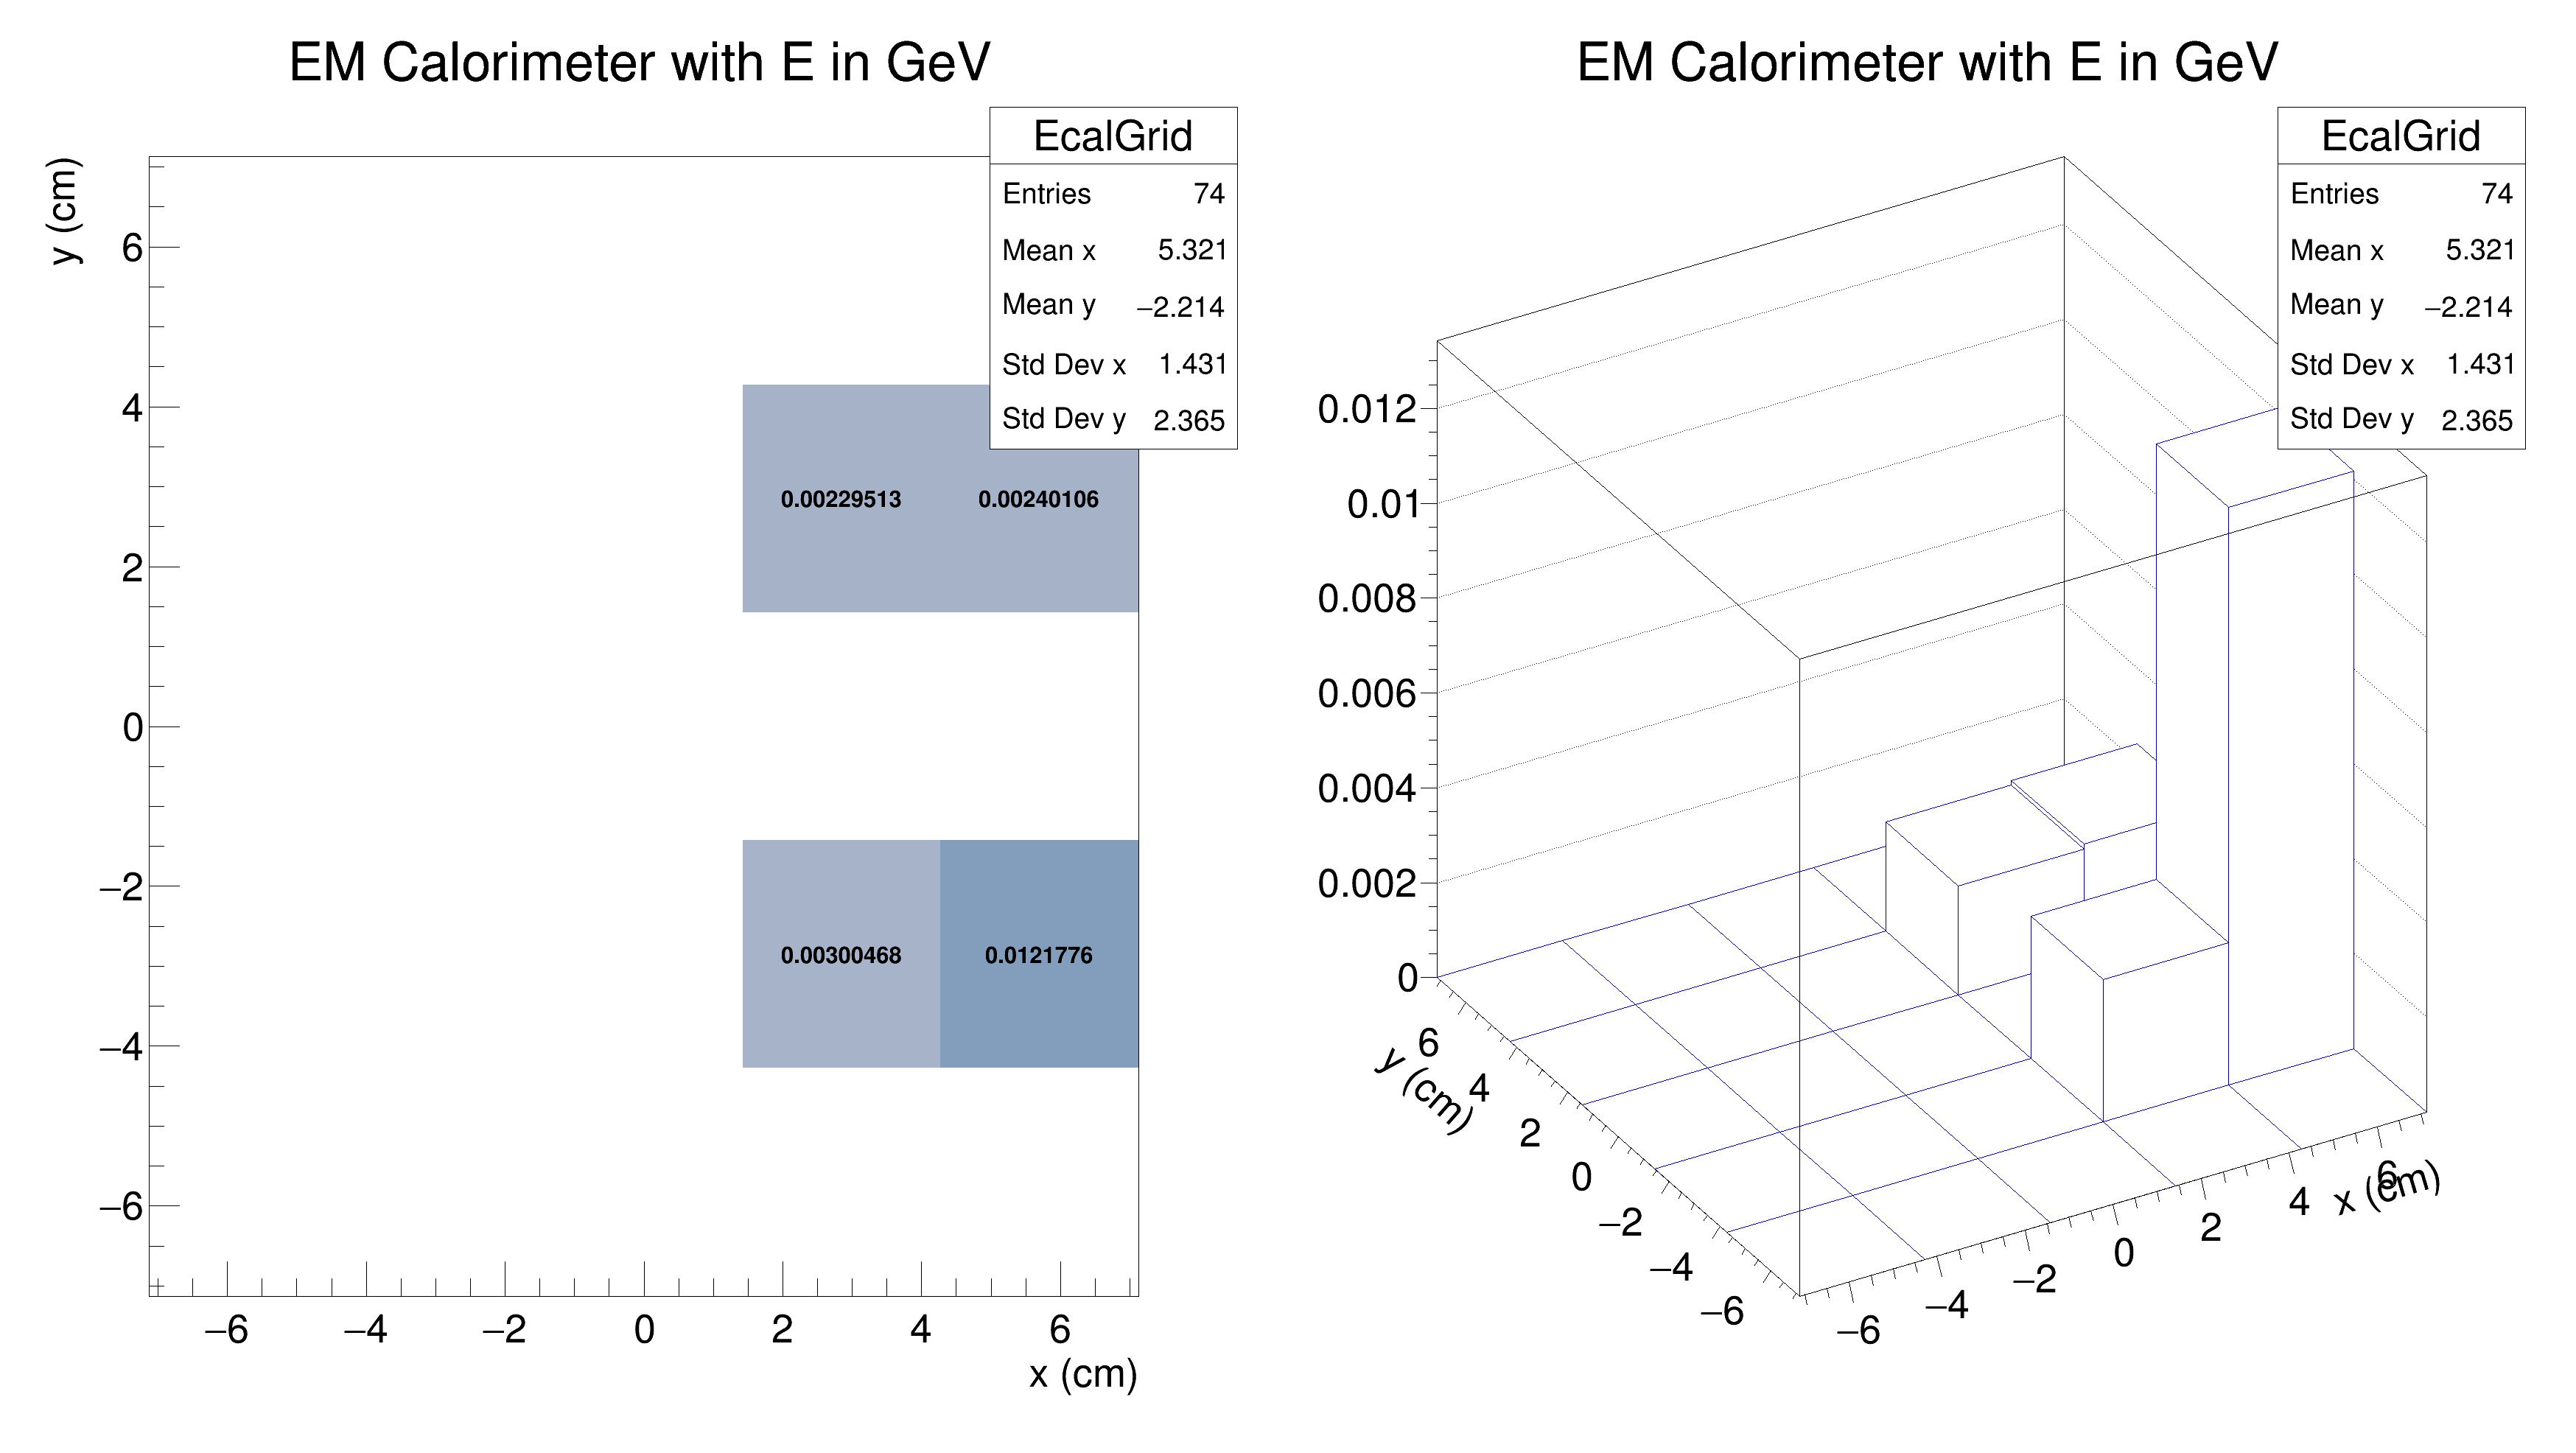 EM Calorimeter with E in GeV
EcalGrid
Entries 74
Mean x 5.321
Mean y −2.214
Std Dev x 1.431
Std Dev y 2.365
y (cm)
6
4
2
0
−2
−4
−6
0.00229513 0.00240106
0.00300468 0.0121776
−6 −4 −2 0 2 4 6
x (cm)
EM Calorimeter with E in GeV
EcalGrid
Entries 74
Mean x 5.321
Mean y −2.214
Std Dev x 1.431
Std Dev y 2.365
0.012
0.01
0.008
0.006
0.004
0.002
0
6
4
2
0
−2
−4
−6
y (cm)
−6
−4
−2
0
2
4
6
x (cm)